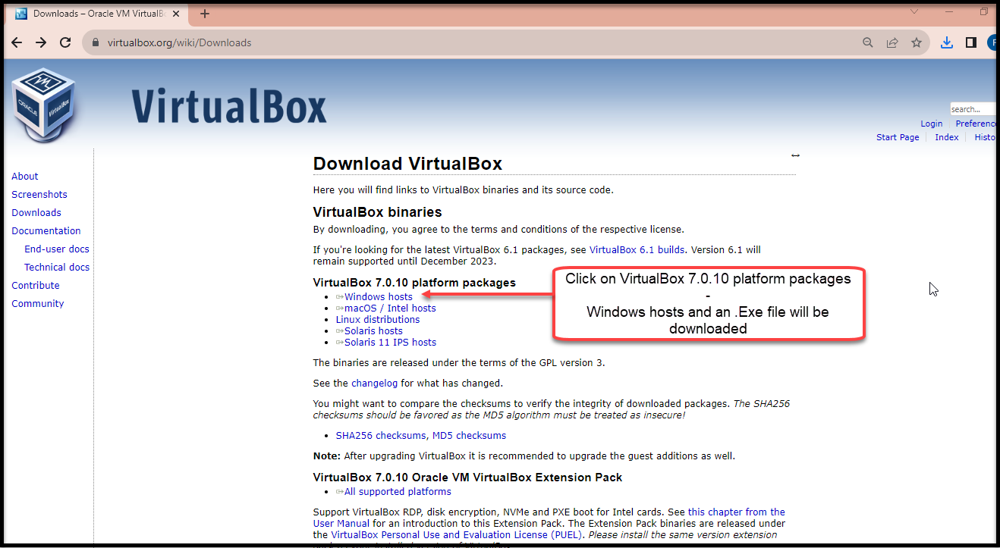 Downloads – Oracle VM VirtualBo
virtualbox.org/wiki/Downloads
ORACLE
VirtualBox
VirtualBox
search...
Login Preference
Start Page Index Histo
About
Screenshots
Downloads
Documentation
End-user docs
Technical docs
Contribute
Community
Download VirtualBox
Here you will find links to VirtualBox binaries and its source code.
VirtualBox binaries
By downloading, you agree to the terms and conditions of the respective license.
If you're looking for the latest VirtualBox 6.1 packages, see VirtualBox 6.1 builds. Version 6.1 will
remain supported until December 2023.
VirtualBox 7.0.10 platform packages
• Windows hosts
• macOS / Intel hosts
• Linux distributions
• Solaris hosts
• Solaris 11 IPS hosts
Click on VirtualBox 7.0.10 platform packages
-
Windows hosts and an .Exe file will be
downloaded
The binaries are released under the terms of the GPL version 3.
See the changelog for what has changed.
You might want to compare the checksums to verify the integrity of downloaded packages. The SHA256
checksums should be favored as the MD5 algorithm must be treated as insecure!
• SHA256 checksums, MD5 checksums
Note: After upgrading VirtualBox it is recommended to upgrade the guest additions as well.
VirtualBox 7.0.10 Oracle VM VirtualBox Extension Pack
• All supported platforms
Support VirtualBox RDP, disk encryption, NVMe and PXE boot for Intel cards. See this chapter from the
User Manual for an introduction to this Extension Pack. The Extension Pack binaries are released under
the VirtualBox Personal Use and Evaluation License (PUEL). Please install the same version extension